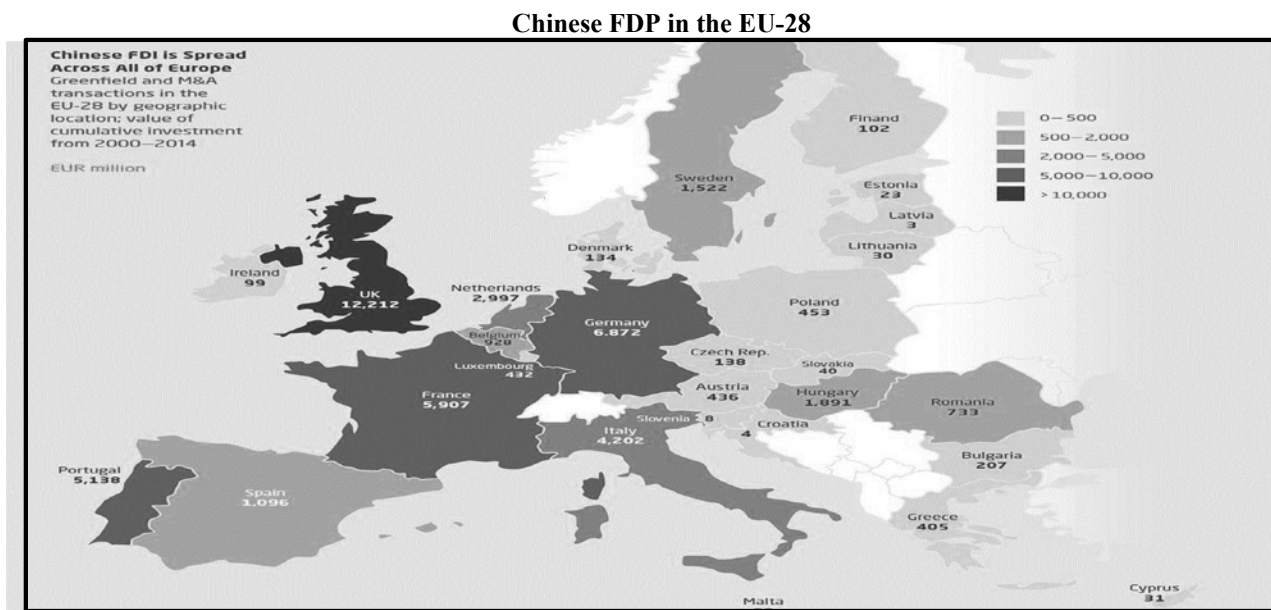 Chinese FDP in the EU-28
Chinese FDI is Spread
Across All of Europe
Greenfield and M&A
transactions in the
EU-28 by geographic
location; value of
cumulative investment
from 2000—2014
EUR million
0—500
500—2,000
2,000—5,000
5,000—10,000
>10,000
Finand
102
Sweden
1,522
Estonia
23
Latvia
3
Lithuania
30
Denmark
134
Ireland
99
UK
12,212
Netherlands
2,997
Belgium
928
Luxembourg
432
Germany
6.872
Poland
453
Czech Rep.
138
Slovakia
40
Austria
436
Hungary
1,891
Romania
733
France
5,907
Slovenia
Croatia
4
Italy
4,202
Bulgaria
207
Portugal
5,138
Spain
1,096
Greece
405
Malta
Cyprus
31